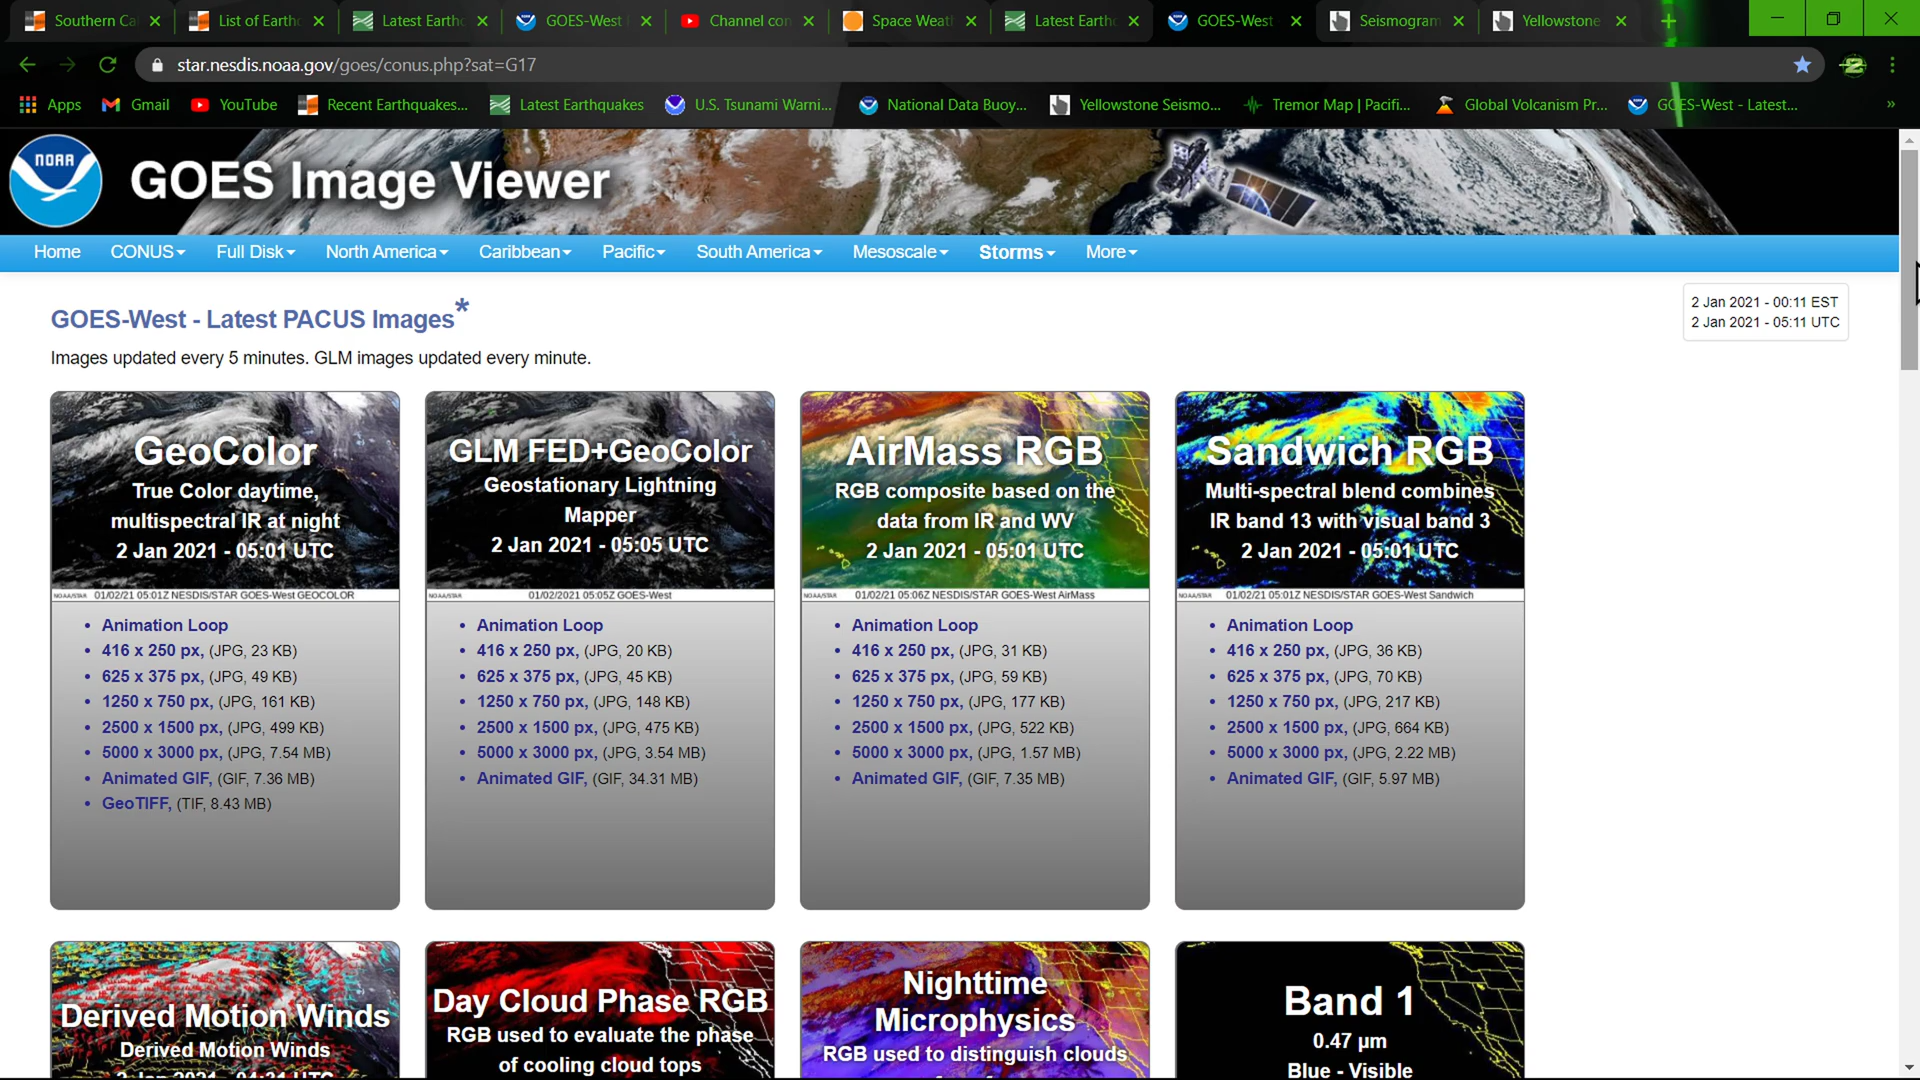 Southern Ca
List of Earth
Latest Earthq
GOES-West
Channel con
Space Weath
Latest Earthq
GOES-West
Seismogram
Yellowstone
star.nesdis.noaa.gov/goes/conus.php?sat=G17
Apps
Gmail
YouTube
Recent Earthquakes...
Latest Earthquakes
U.S. Tsunami Warni...
National Data Buoy...
Yellowstone Seismo...
Tremor Map | Pacifi...
Global Volcanism Pr...
GOES-West - Latest...
»
NOAA
GOES Image Viewer
Home CONUS Full Disk North America Caribbean Pacific South America Mesoscale Storms More
GOES-West - Latest PACUS Images*
2 Jan 2021 - 00:11 EST
2 Jan 2021 - 05:11 UTC
Images updated every 5 minutes. GLM images updated every minute.
GeoColor
True Color daytime,
multispectral IR at night
2 Jan 2021 - 05:01 UTC
NOAA/STAR 01/02/21 05:01Z NESDIS/STAR GOES-West GEOCOLOR
• Animation Loop
• 416 x 250 px, (JPG, 23 KB)
• 625 x 375 px, (JPG, 49 KB)
• 1250 x 750 px, (JPG, 161 KB)
• 2500 x 1500 px, (JPG, 499 KB)
• 5000 x 3000 px, (JPG, 7.54 MB)
• Animated GIF, (GIF, 7.36 MB)
• GeoTIFF, (TIF, 8.43 MB)
GLM FED+GeoColor
Geostationary Lightning
Mapper
2 Jan 2021 - 05:05 UTC
NOAA/STAR 01/02/2021 05:05Z GOES-West
• Animation Loop
• 416 x 250 px, (JPG, 20 KB)
• 625 x 375 px, (JPG, 45 KB)
• 1250 x 750 px, (JPG, 148 KB)
• 2500 x 1500 px, (JPG, 475 KB)
• 5000 x 3000 px, (JPG, 3.54 MB)
• Animated GIF, (GIF, 34.31 MB)
AirMass RGB
RGB composite based on the
data from IR and WV
2 Jan 2021 - 05:01 UTC
NOAA/STAR 01/02/21 05:06Z NESDIS/STAR GOES-West AirMass
• Animation Loop
• 416 x 250 px, (JPG, 31 KB)
• 625 x 375 px, (JPG, 59 KB)
• 1250 x 750 px, (JPG, 177 KB)
• 2500 x 1500 px, (JPG, 522 KB)
• 5000 x 3000 px, (JPG, 1.57 MB)
• Animated GIF, (GIF, 7.35 MB)
Sandwich RGB
Multi-spectral blend combines
IR band 13 with visual band 3
2 Jan 2021 - 05:01 UTC
NOAA/STAR 01/02/21 05:01Z NESDIS/STAR GOES-West Sandwich
• Animation Loop
• 416 x 250 px, (JPG, 36 KB)
• 625 x 375 px, (JPG, 70 KB)
• 1250 x 750 px, (JPG, 217 KB)
• 2500 x 1500 px, (JPG, 664 KB)
• 5000 x 3000 px, (JPG, 2.22 MB)
• Animated GIF, (GIF, 5.97 MB)
Derived Motion Winds
Derived Motion Winds
2 Jan 2021 - 04:31 UTC
Day Cloud Phase RGB
RGB used to evaluate the phase
of cooling cloud tops
Nighttime
Microphysics
RGB used to distinguish clouds
Band 1
0.47 µm
Blue - Visible